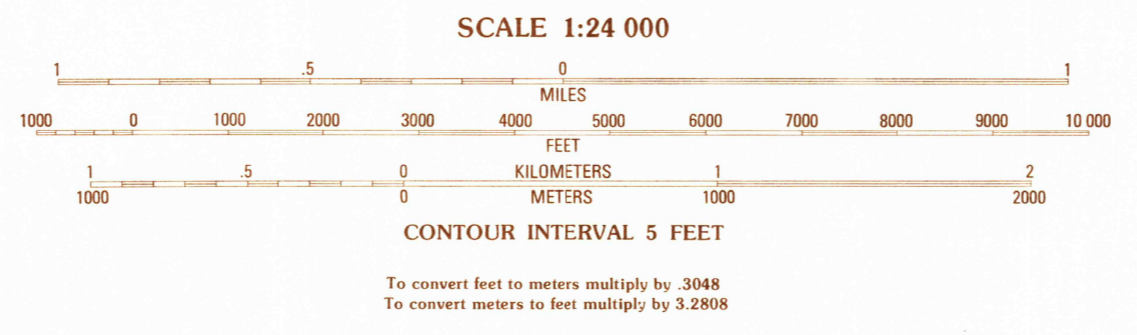 SCALE 1:24 000
1 .5 0 1
MILES
1000 0 1000 2000 3000 4000 5000 6000 7000 8000 9000 10 000
FEET
1 .5 0 KILOMETERS 1 2
1000 0 METERS 1000 2000
CONTOUR INTERVAL 5 FEET
To convert feet to meters multiply by .3048
To convert meters to feet multiply by 3.2808